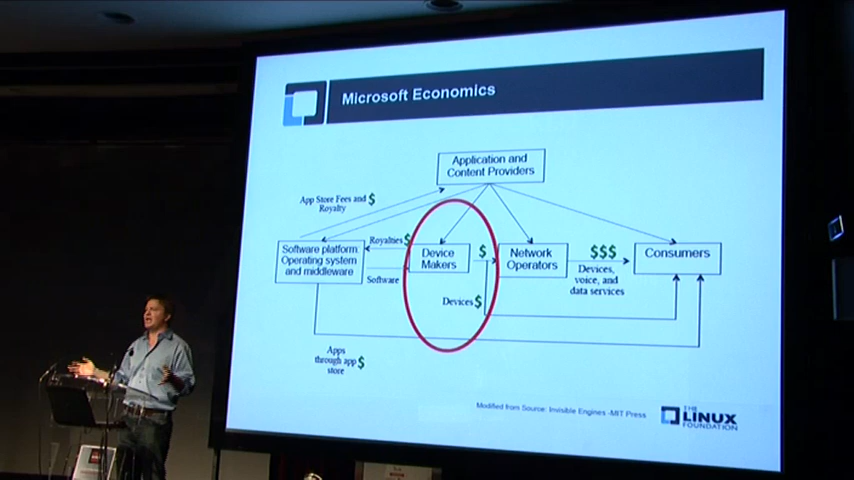 Microsoft Economics
Application and
Content Providers
App Store Fees and $
Royalty
Software platform:
Operating system
and middleware
Royalties $
Software
Device
Makers
$
Network
Operators
$$$
Devices,
voice, and
data services
Consumers
Devices $
Apps
through app $
store
Modified from Source: Invisible Engines -MIT Press
THE
LINUX
FOUNDATION